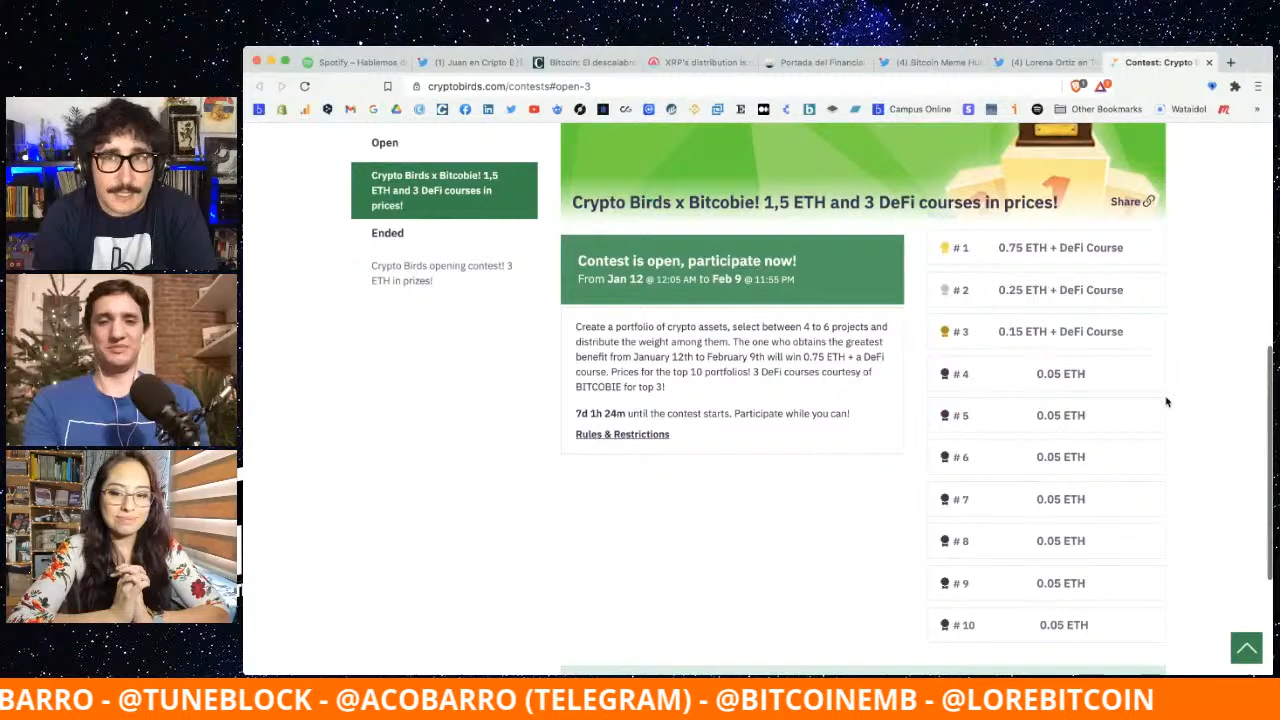 Spotify – Hablemos d
(1) Juan en Cripto B
Bitcoin: El descalabr
XRP's distribution is
Portada del Financia
(4) Bitcoin Meme Hu
(4) Lorena Ortiz en T
Contest: Crypto
cryptobirds.com/contests#open-3
Campus Online
Other Bookmarks
Wataidol
Open
Crypto Birds x Bitcobie! 1,5
ETH and 3 DeFi courses in
prizes!
Ended
Crypto Birds opening contest! 3
ETH in prizes!
Crypto Birds x Bitcobie! 1,5 ETH and 3 DeFi courses in prices!
Share
Contest is open, participate now!
From Jan 12 @ 12:05 AM to Feb 9 @ 11:55 PM
Create a portfolio of crypto assets, select between 4 to 6 projects and
distribute the weight among them. The one who obtains the greatest
benefit from January 12th to February 9th will win 0.75 ETH + a DeFi
course. Prices for the top 10 portfolios! 3 DeFi courses courtesy of
BITCOBIE for top 3!
7d 1h 24m until the contest starts. Participate while you can!
Rules & Restrictions
# 1 0.75 ETH + DeFi Course
# 2 0.25 ETH + DeFi Course
# 3 0.15 ETH + DeFi Course
# 4 0.05 ETH
# 5 0.05 ETH
# 6 0.05 ETH
# 7 0.05 ETH
# 8 0.05 ETH
# 9 0.05 ETH
# 10 0.05 ETH
BARRO - @TUNEBLOCK - @ACOBARRO (TELEGRAM) - @BITCOINEMB - @LOREBITCOIN